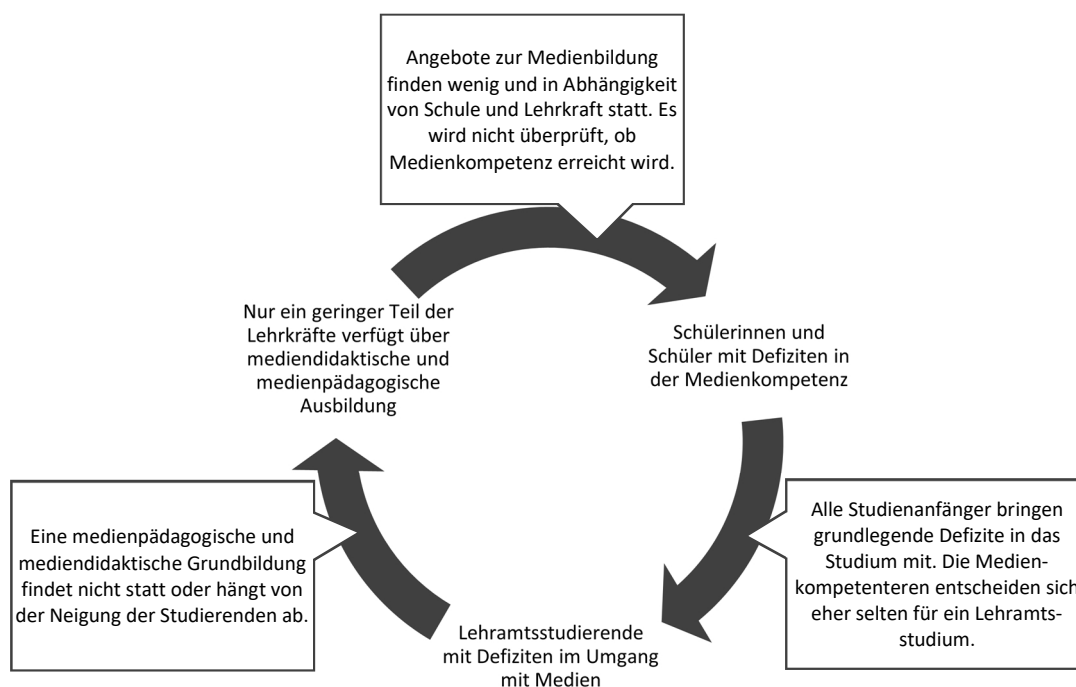 Angebote zur Medienbildung
finden wenig und in Abhängigkeit
von Schule und Lehrkraft statt. Es
wird nicht überprüft, ob
Medienkompetenz erreicht wird.
Nur ein geringer Teil der
Lehrkräfte verfügt über
mediendidaktische und
medienpädagogische
Ausbildung
Schülerinnen und
Schüler mit Defiziten in
der Medienkompetenz
Eine medienpädagogische und
mediendidaktische Grundbildung
findet nicht statt oder hängt von
der Neigung der Studierenden ab.
Alle Studienanfänger bringen
grundlegende Defizite in das
Studium mit. Die Medien-
kompetenteren entscheiden sich
eher selten für ein Lehramts-
studium.
Lehramtsstudierende
mit Defiziten im Umgang
mit Medien